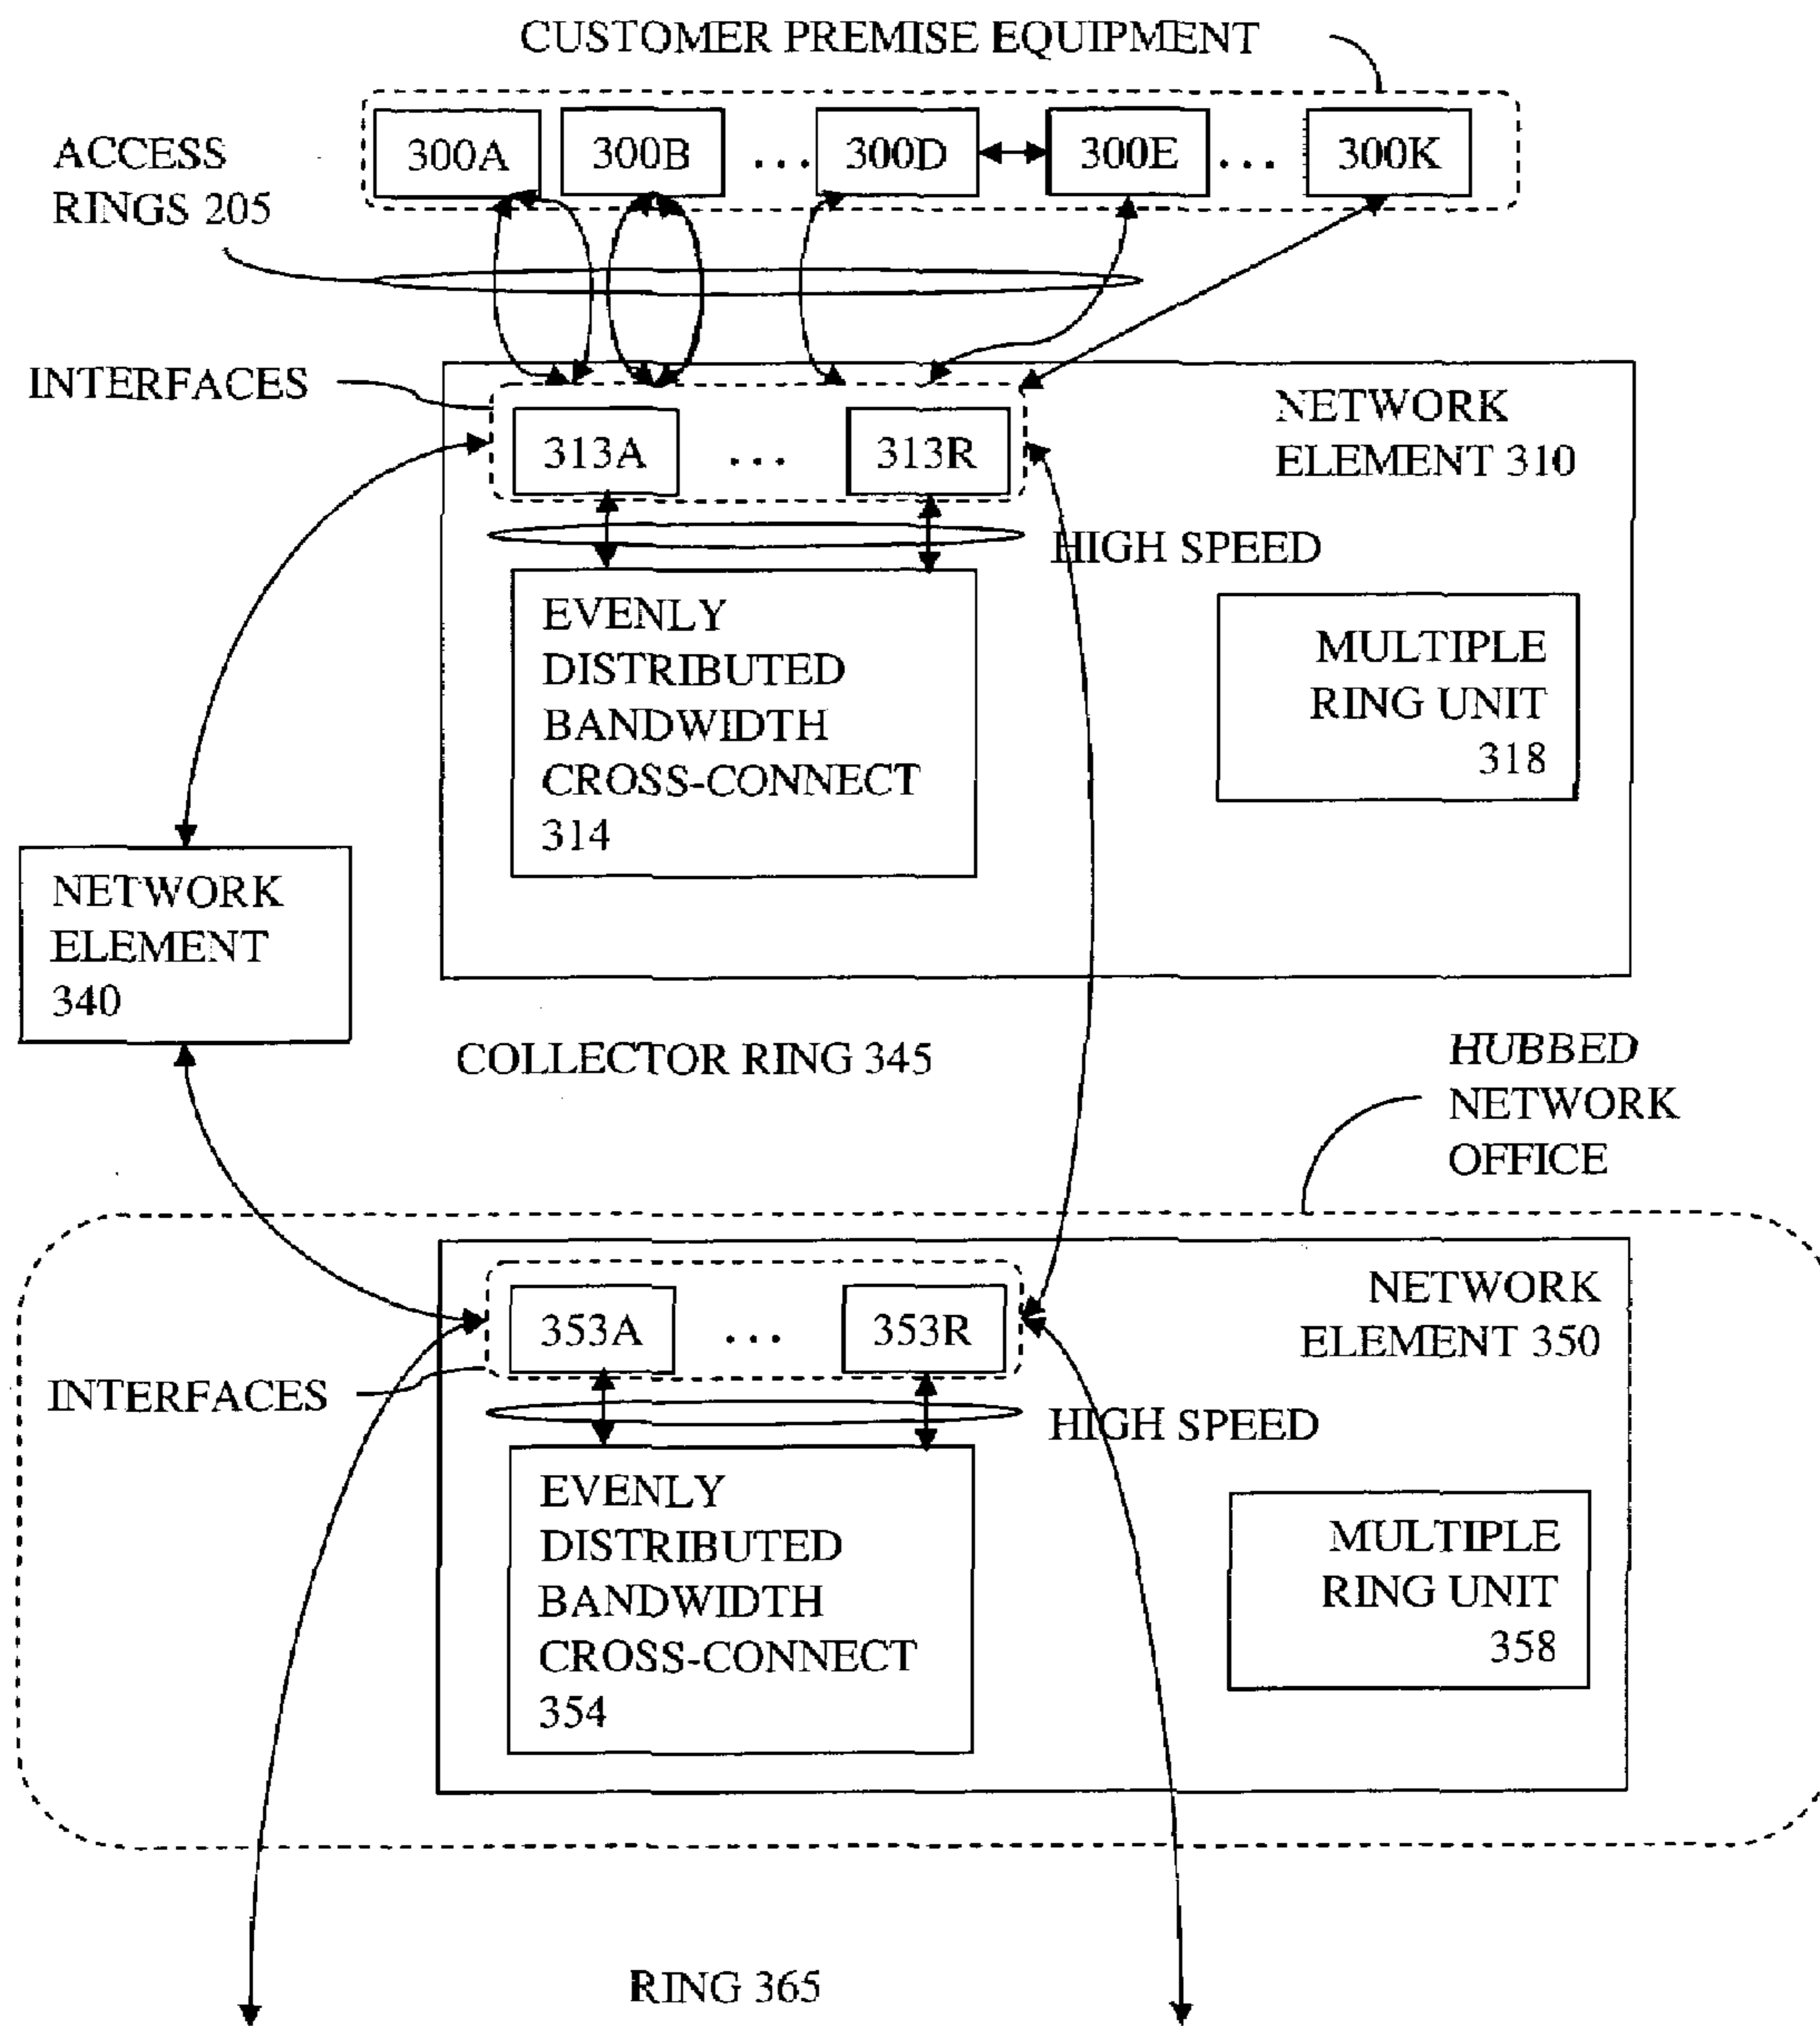 CUSTOMER PREMISE EQUIPMENT
ACCESS
RINGS 205
300A
300B
...
300D
300E
...
300K
INTERFACES
313A
...
313R
NETWORK
ELEMENT 310
HIGH SPEED
EVENLY
DISTRIBUTED
BANDWIDTH
CROSS-CONNECT
314
MULTIPLE
RING UNIT
318
NETWORK
ELEMENT
340
COLLECTOR RING 345
HUBBED
NETWORK
OFFICE
353A
...
353R
NETWORK
ELEMENT 350
INTERFACES
HIGH SPEED
EVENLY
DISTRIBUTED
BANDWIDTH
CROSS-CONNECT
354
MULTIPLE
RING UNIT
358
RING 365